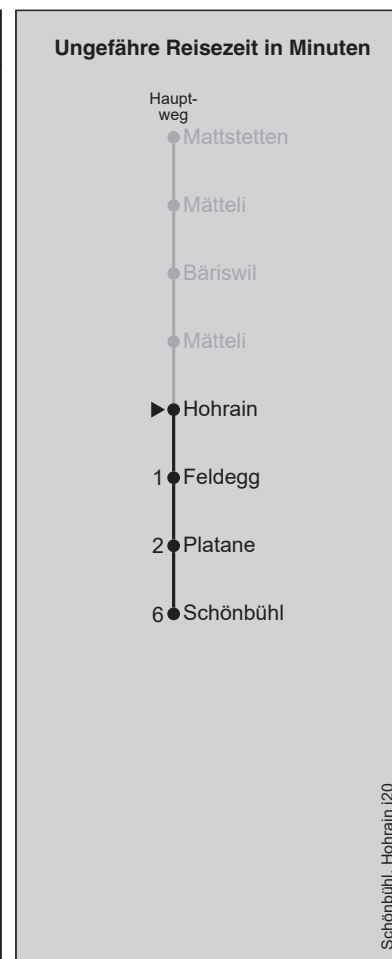 Ungefähre Reisezeit in Minuten
Haupt-
weg
Mattstetten
Mätteli
Bäriswil
Mätteli
Hohrain
1 Feldegg
2 Platane
6 Schönbühl
Schönbühl, Hohrain j20